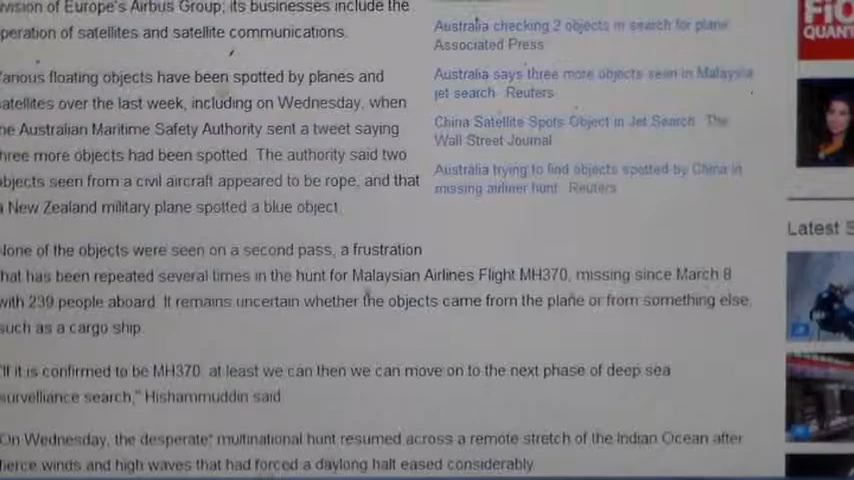 ivision of Europe's Airbus Group; its businesses include the
peration of satellites and satellite communications.
arious floating objects have been spotted by planes and
atellites over the last week, including on Wednesday, when
he Australian Maritime Safety Authority sent a tweet saying
hree more objects had been spotted. The authority said two
objects seen from a civil aircraft appeared to be rope, and that
a New Zealand military plane spotted a blue object.
None of the objects were seen on a second pass, a frustration
that has been repeated several times in the hunt for Malaysian Airlines Flight MH370, missing since March 8
with 239 people aboard. It remains uncertain whether the objects came from the plane or from something else,
such as a cargo ship.
"If it is confirmed to be MH370, at least we can then we can move on to the next phase of deep sea
survelliance search," Hishammuddin said.
On Wednesday, the desperate, multinational hunt resumed across a remote stretch of the Indian Ocean after
fierce winds and high waves that had forced a daylong halt eased considerably.
Australia checking 2 objects in search for plane
Associated Press
Australia says three more objects seen in Malaysia
jet search Reuters
China Satellite Spots Object in Jet Search The
Wall Street Journal
Australia trying to find objects spotted by China in
missing airliner hunt Reuters
FiO
QUANT
Latest S